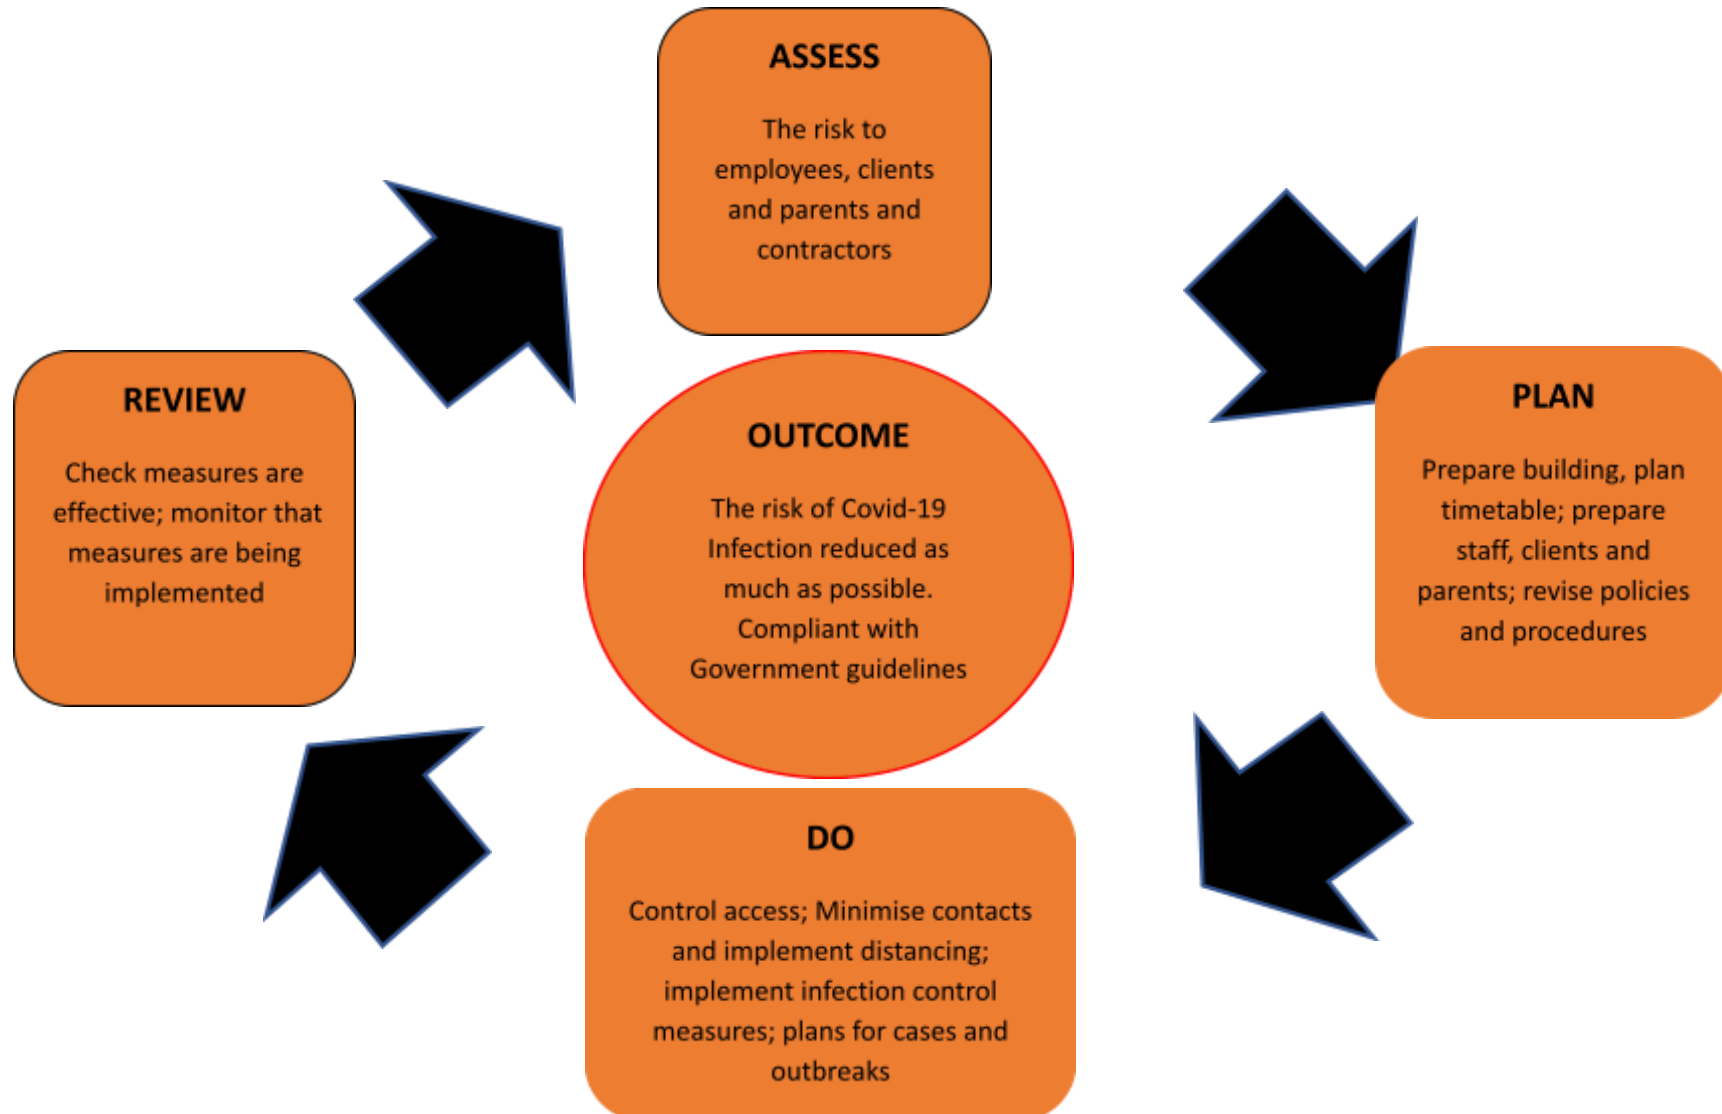 ASSESS
The risk to
employees, clients
and parents and
contractors
REVIEW
Check measures are
effective; monitor that
measures are being
implemented
OUTCOME
The risk of Covid-19
Infection reduced as
much as possible.
Compliant with
Government guidelines
PLAN
Prepare building, plan
timetable; prepare
staff, clients and
parents; revise policies
and procedures
DO
Control access; Minimise contacts
and implement distancing;
implement infection control
measures; plans for cases and
outbreaks